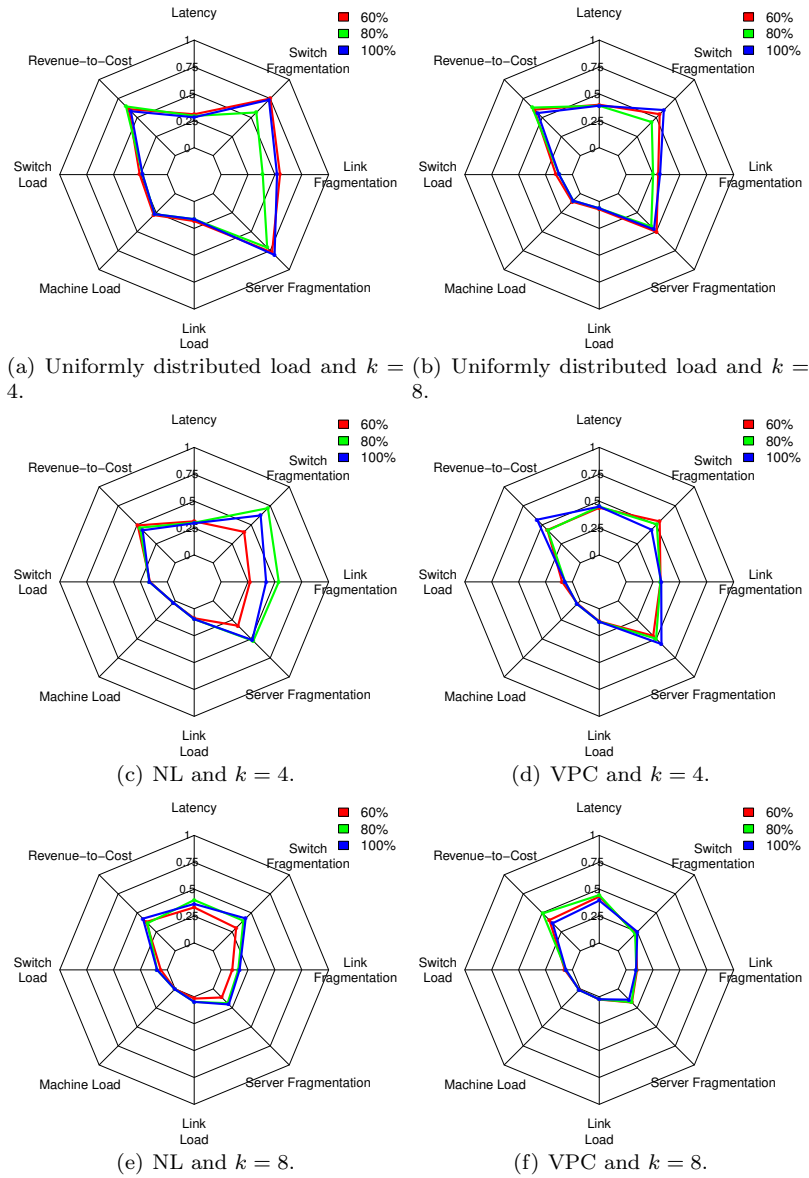 Latency
60%
80%
100%
Switch
Fragmentation
Revenue−to−Cost
1
0.75
0.5
0.25
0
Switch
Load
Link
Fragmentation
Machine Load
Server Fragmentation
Link
Load
(a) Uniformly distributed load and k =
4.
Latency
60%
80%
100%
Switch
Fragmentation
Revenue−to−Cost
1
0.75
0.5
0.25
0
Switch
Load
Link
Fragmentation
Machine Load
Server Fragmentation
Link
Load
(b) Uniformly distributed load and k =
8.
Latency
60%
80%
100%
Switch
Fragmentation
Revenue−to−Cost
1
0.75
0.5
0.25
0
Switch
Load
Link
Fragmentation
Machine Load
Server Fragmentation
Link
Load
(c) NL and k = 4.
Latency
60%
80%
100%
Switch
Fragmentation
Revenue−to−Cost
1
0.75
0.5
0.25
0
Switch
Load
Link
Fragmentation
Machine Load
Server Fragmentation
Link
Load
(d) VPC and k = 4.
Latency
60%
80%
100%
Switch
Fragmentation
Revenue−to−Cost
1
0.75
0.5
0.25
0
Switch
Load
Link
Fragmentation
Machine Load
Server Fragmentation
Link
Load
(e) NL and k = 8.
Latency
60%
80%
100%
Switch
Fragmentation
Revenue−to−Cost
1
0.75
0.5
0.25
0
Switch
Load
Link
Fragmentation
Machine Load
Server Fragmentation
Link
Load
(f) VPC and k = 8.